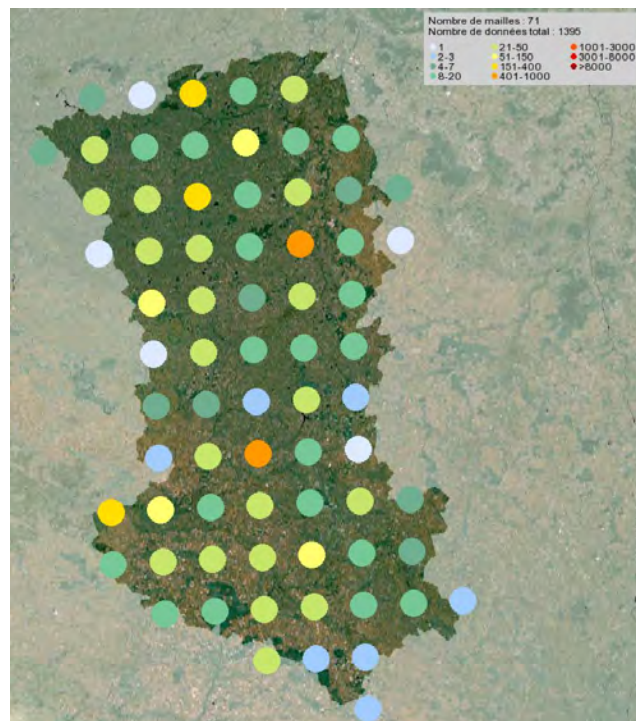 Nombre de mailles : 71
Nombre de données total : 1395
1 21-50 1001-3000
2-3 51-150 3001-8000
4-7 151-400 >8000
8-20 401-1000